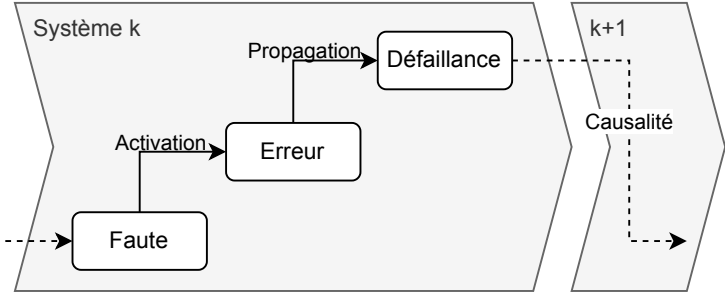 Système k
k+1
Propagation
Défaillance
Causalité
Activation
Erreur
Faute